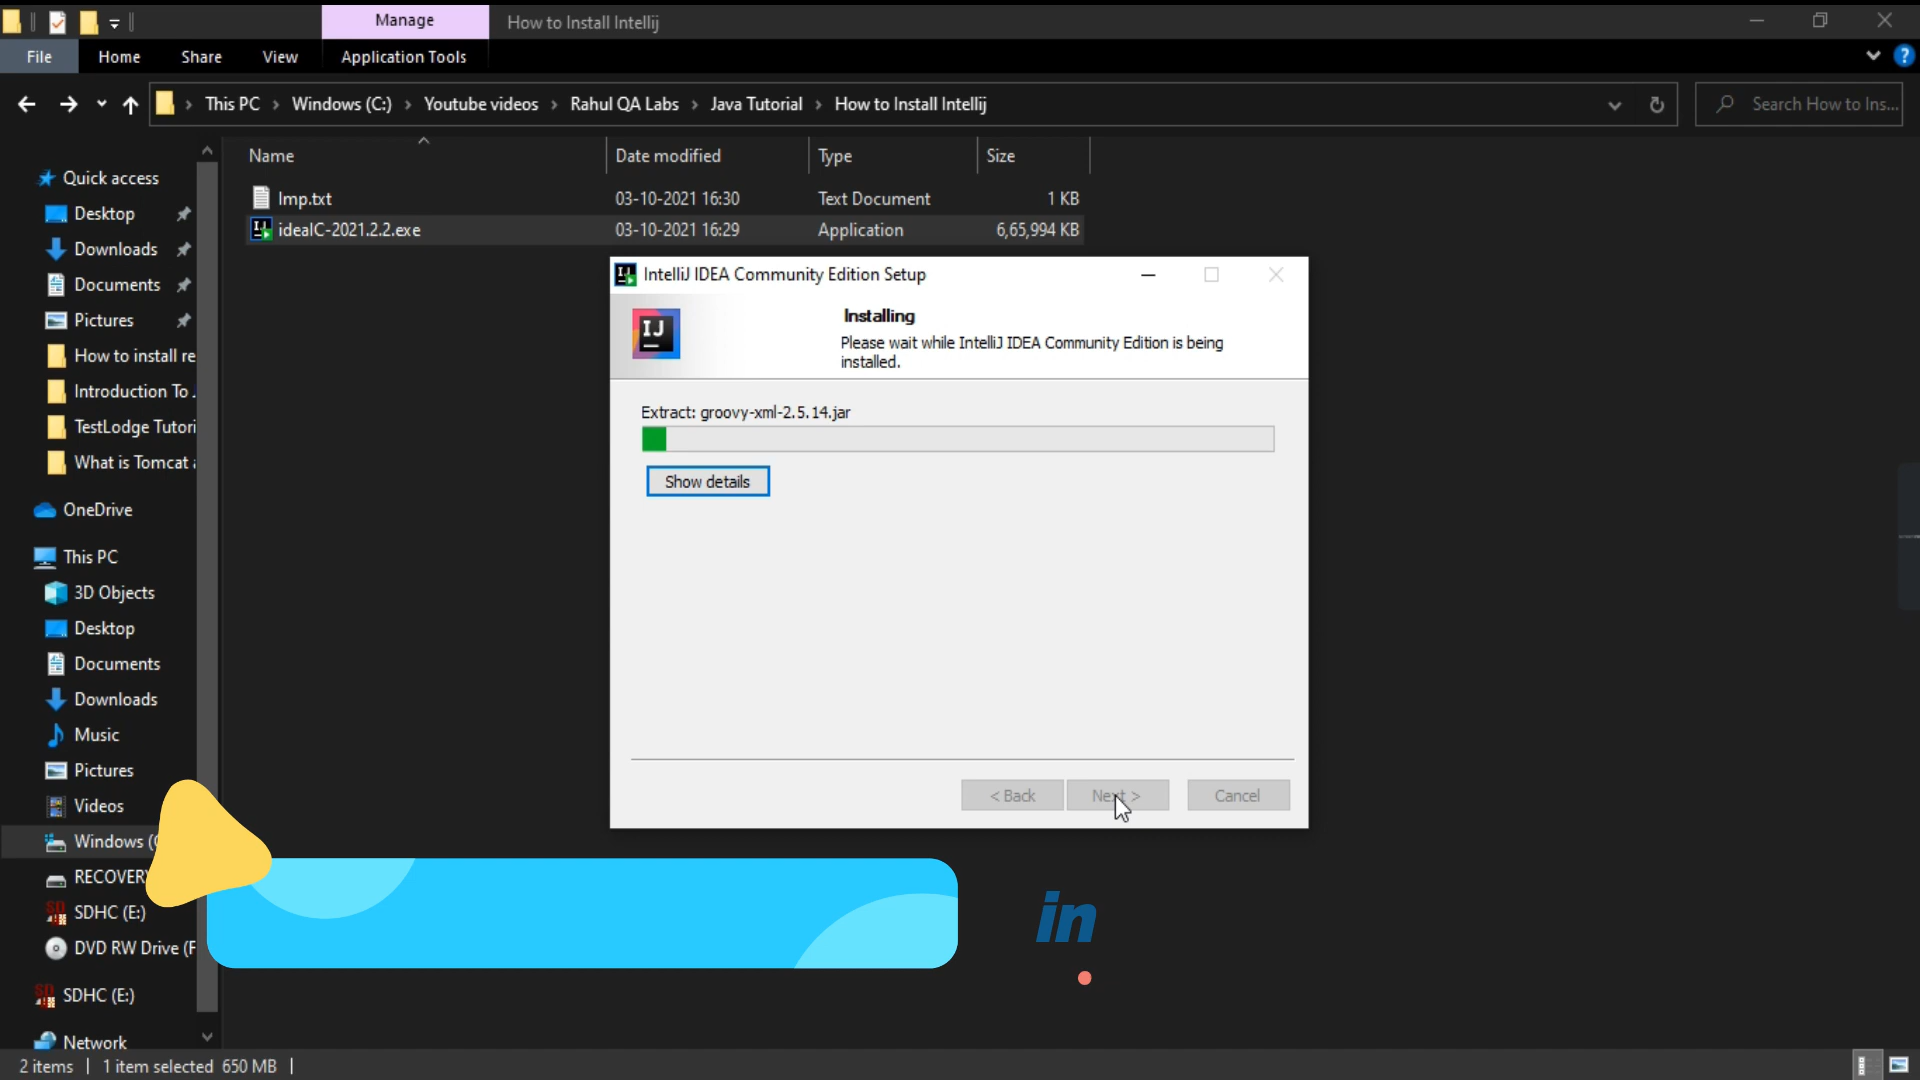 Manage
How to Install Intellij
File
Home
Share
View
Application Tools
This PC > Windows (C:) > Youtube videos > Rahul QA Labs > Java Tutorial > How to Install Intellij
Search How to Ins...
Name
Date modified
Type
Size
Imp.txt
03-10-2021 16:30
Text Document
1 KB
ideaIC-2021.2.2.exe
03-10-2021 16:29
Application
6,65,994 KB
Quick access
Desktop
Downloads
Documents
Pictures
How to install re
Introduction To .
TestLodge Tutori
What is Tomcat
OneDrive
This PC
3D Objects
Desktop
Documents
Downloads
Music
Pictures
Videos
Windows (
RECOVERY
SDHC (E:)
DVD RW Drive (F
SDHC (E:)
Network
IntelliJ IDEA Community Edition Setup
IJ
Installing
Please wait while IntelliJ IDEA Community Edition is being
installed.
Extract: groovy-xml-2.5.14.jar
Show details
< Back
Next >
Cancel
in
2 items
1 item selected 650 MB